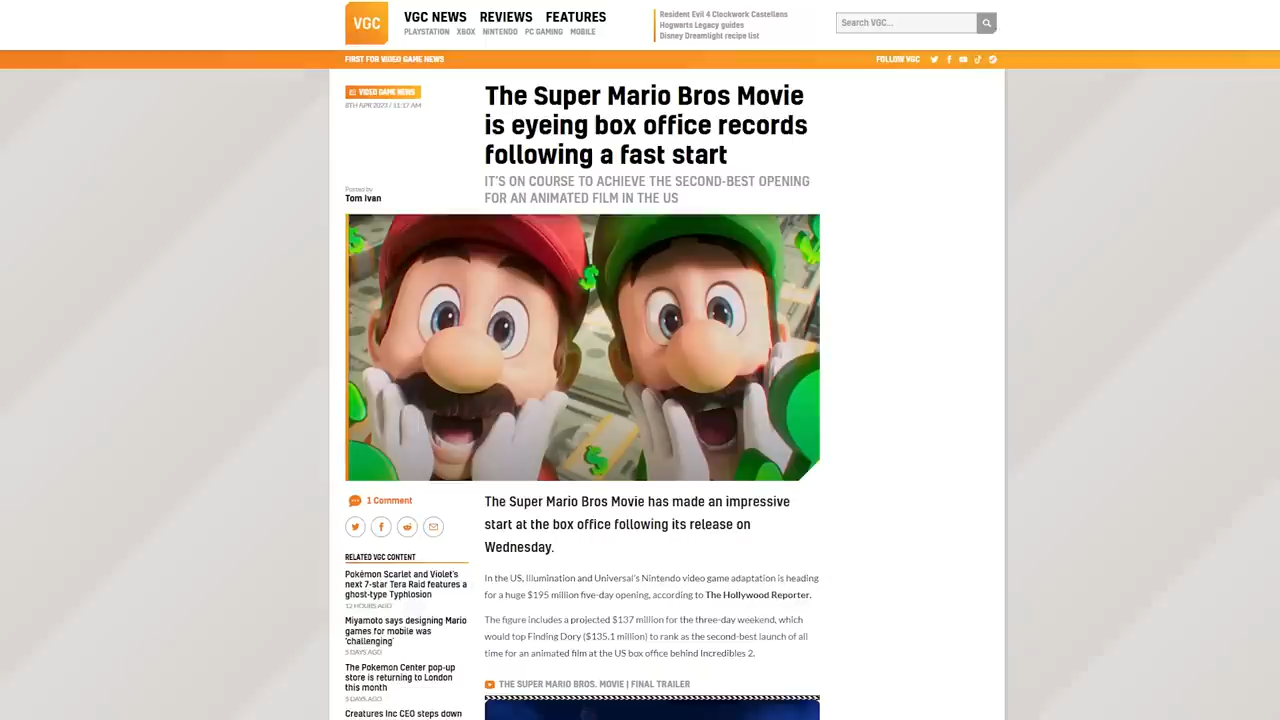 VGC
VGC NEWS REVIEWS FEATURES
PLAYSTATION XBOX NINTENDO PC GAMING MOBILE
Resident Evil 4 Clockwork Castellans
Hogwarts Legacy guides
Disney Dreamlight recipe list
Search VGC...
FIRST FOR VIDEO GAME NEWS
FOLLOW VGC
VIDEO GAME NEWS
8TH APR 2023 / 11:17 AM
Posted by
Tom Ivan
The Super Mario Bros Movie
is eyeing box office records
following a fast start
IT'S ON COURSE TO ACHIEVE THE SECOND-BEST OPENING
FOR AN ANIMATED FILM IN THE US
1 Comment
RELATED VGC CONTENT
Pokémon Scarlet and Violet's
next 7-star Tera Raid features a
ghost-type Typhlosion
12 HOURS AGO
Miyamoto says designing Mario
games for mobile was
'challenging'
5 DAYS AGO
The Pokemon Center pop-up
store is returning to London
this month
5 DAYS AGO
Creatures Inc CEO steps down
The Super Mario Bros Movie has made an impressive
start at the box office following its release on
Wednesday.
In the US, Illumination and Universal's Nintendo video game adaptation is heading
for a huge $195 million five-day opening, according to The Hollywood Reporter.
The figure includes a projected $137 million for the three-day weekend, which
would top Finding Dory ($135.1 million) to rank as the second-best launch of all
time for an animated film at the US box office behind Incredibles 2.
THE SUPER MARIO BROS. MOVIE | FINAL TRAILER